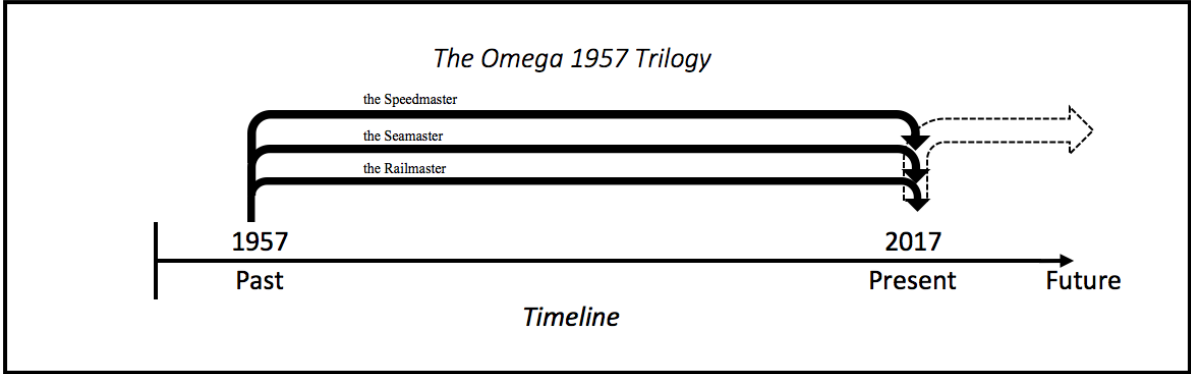 The Omega 1957 Trilogy
the Speedmaster
the Seamaster
the Railmaster
1957
2017
Past
Present
Future
Timeline